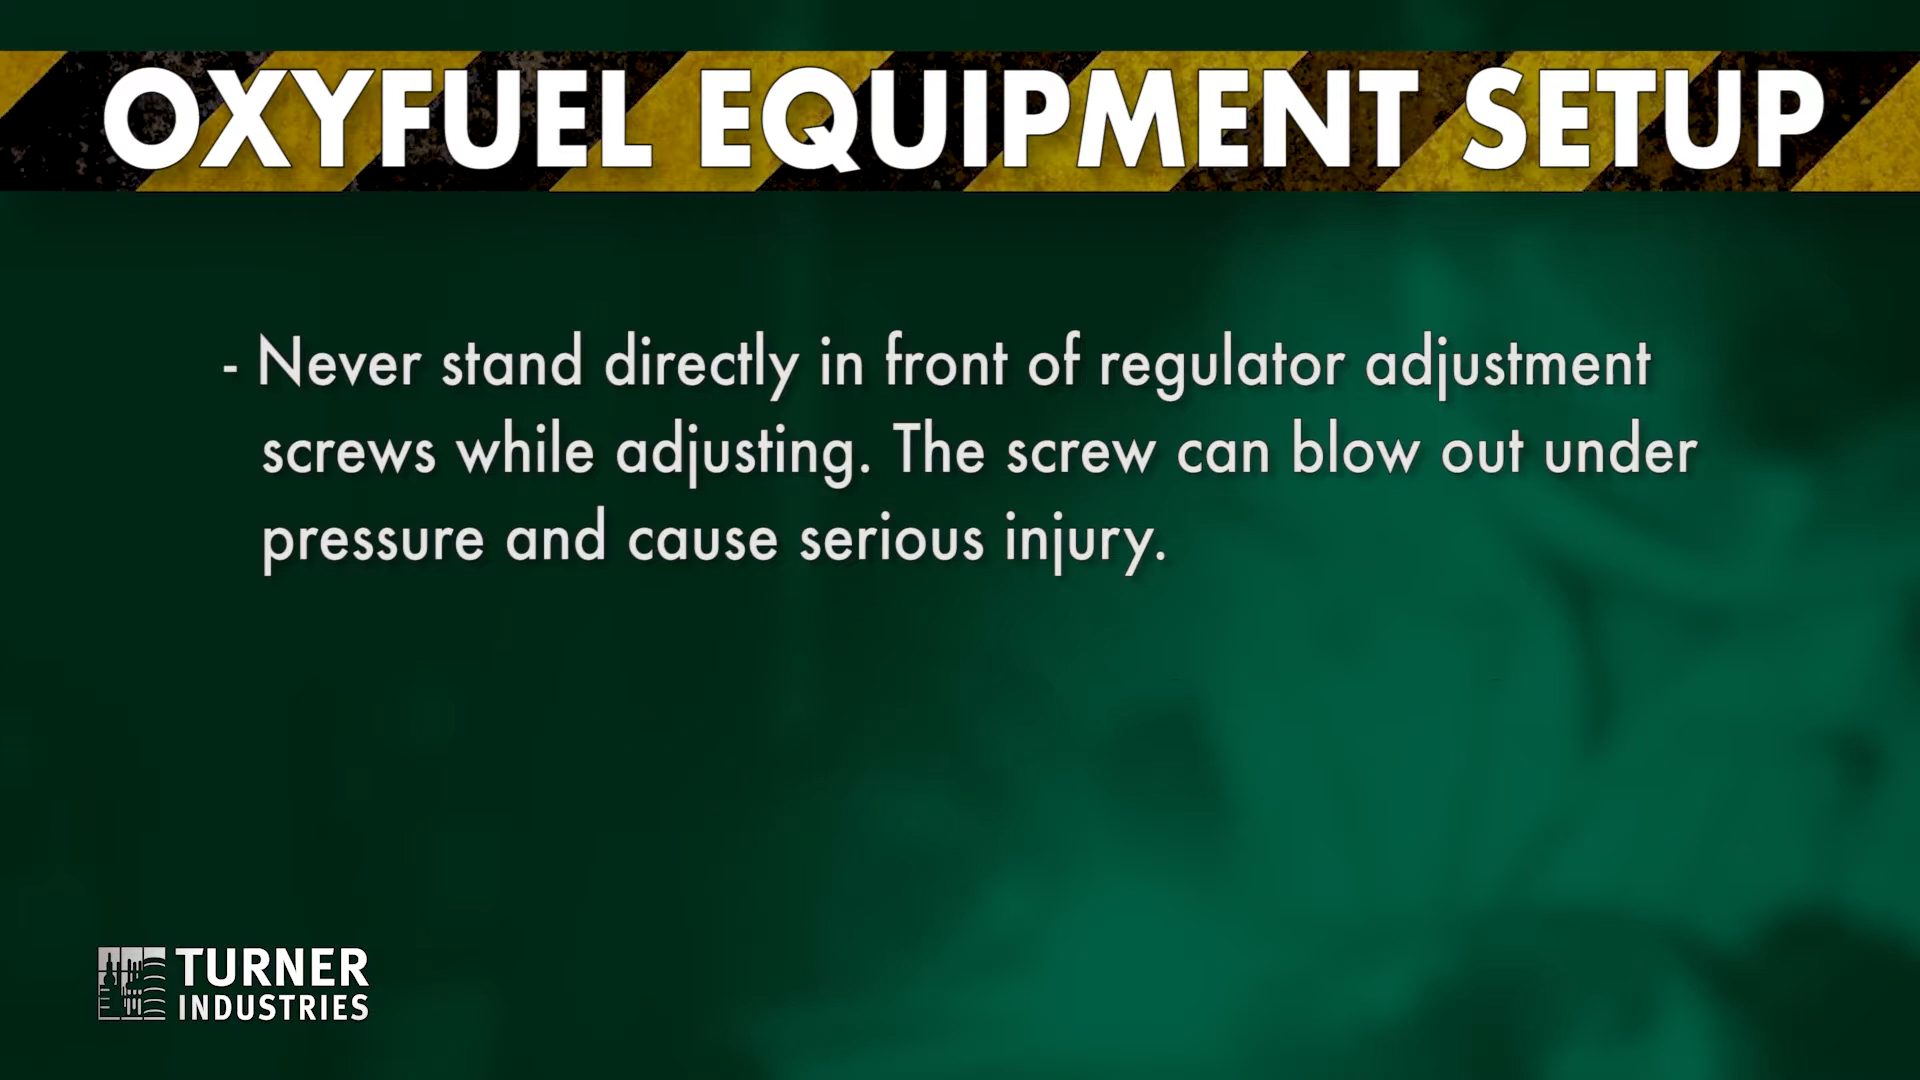 OXYFUEL EQUIPMENT SETUP
- Never stand directly in front of regulator adjustment
screws while adjusting. The screw can blow out under
pressure and cause serious injury.
TURNER
INDUSTRIES